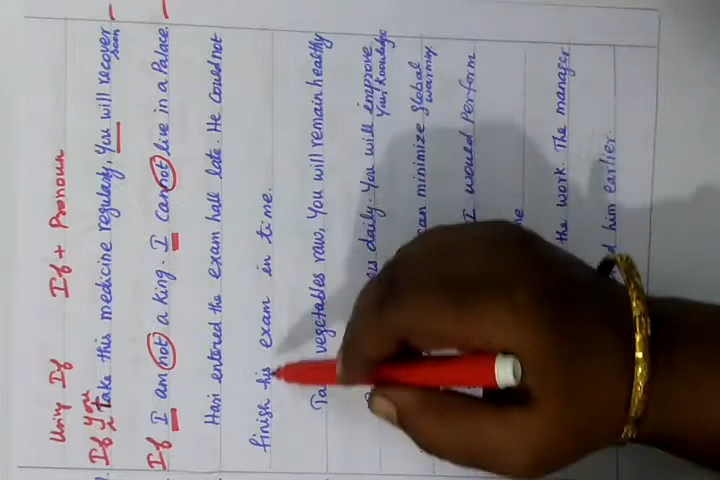 Using If If + Pronoun
1. If you take this medicine regularly, You will recover soon
If I am not a king. I cannot live in a Palace.
Hari entered the exam hall late. He could not
finish his exam in time.
vegetables raw, You will remain healthy
daily. You will improve your knowledge
can minimize global warming
I would perform
the work. The manager
him earlier.